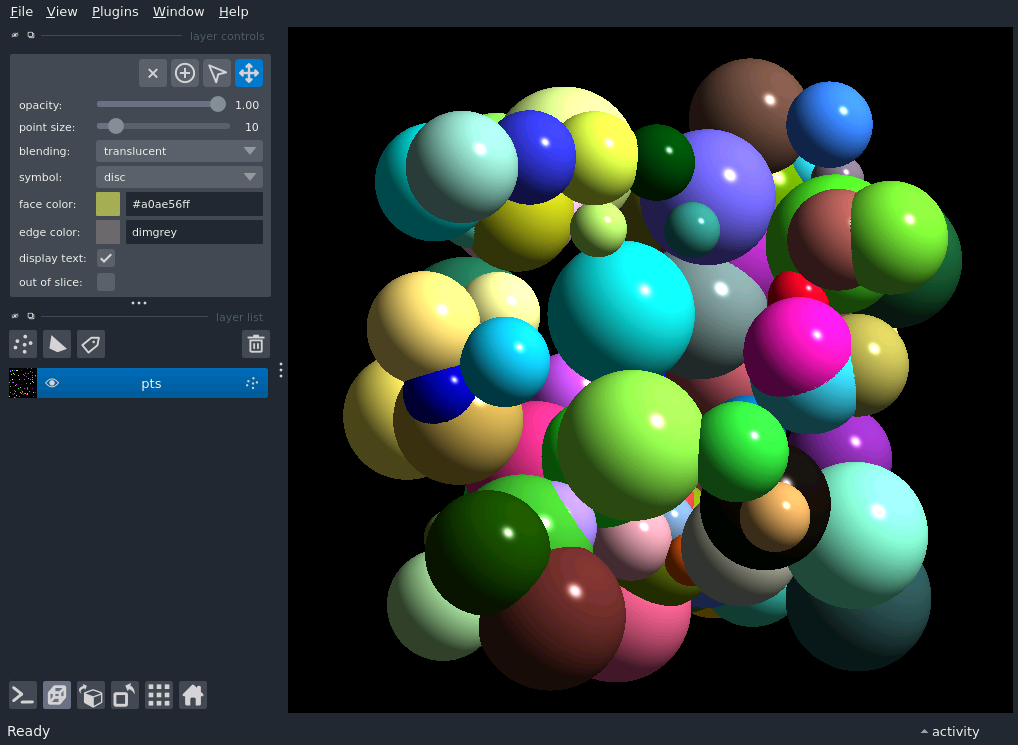 File View Plugins Window Help
layer controls
opacity: 1.00
point size: 10
blending: translucent
symbol: disc
face color: #a0ae56ff
edge color: dimgrey
display text:
out of slice:
layer list
pts
Ready
activity